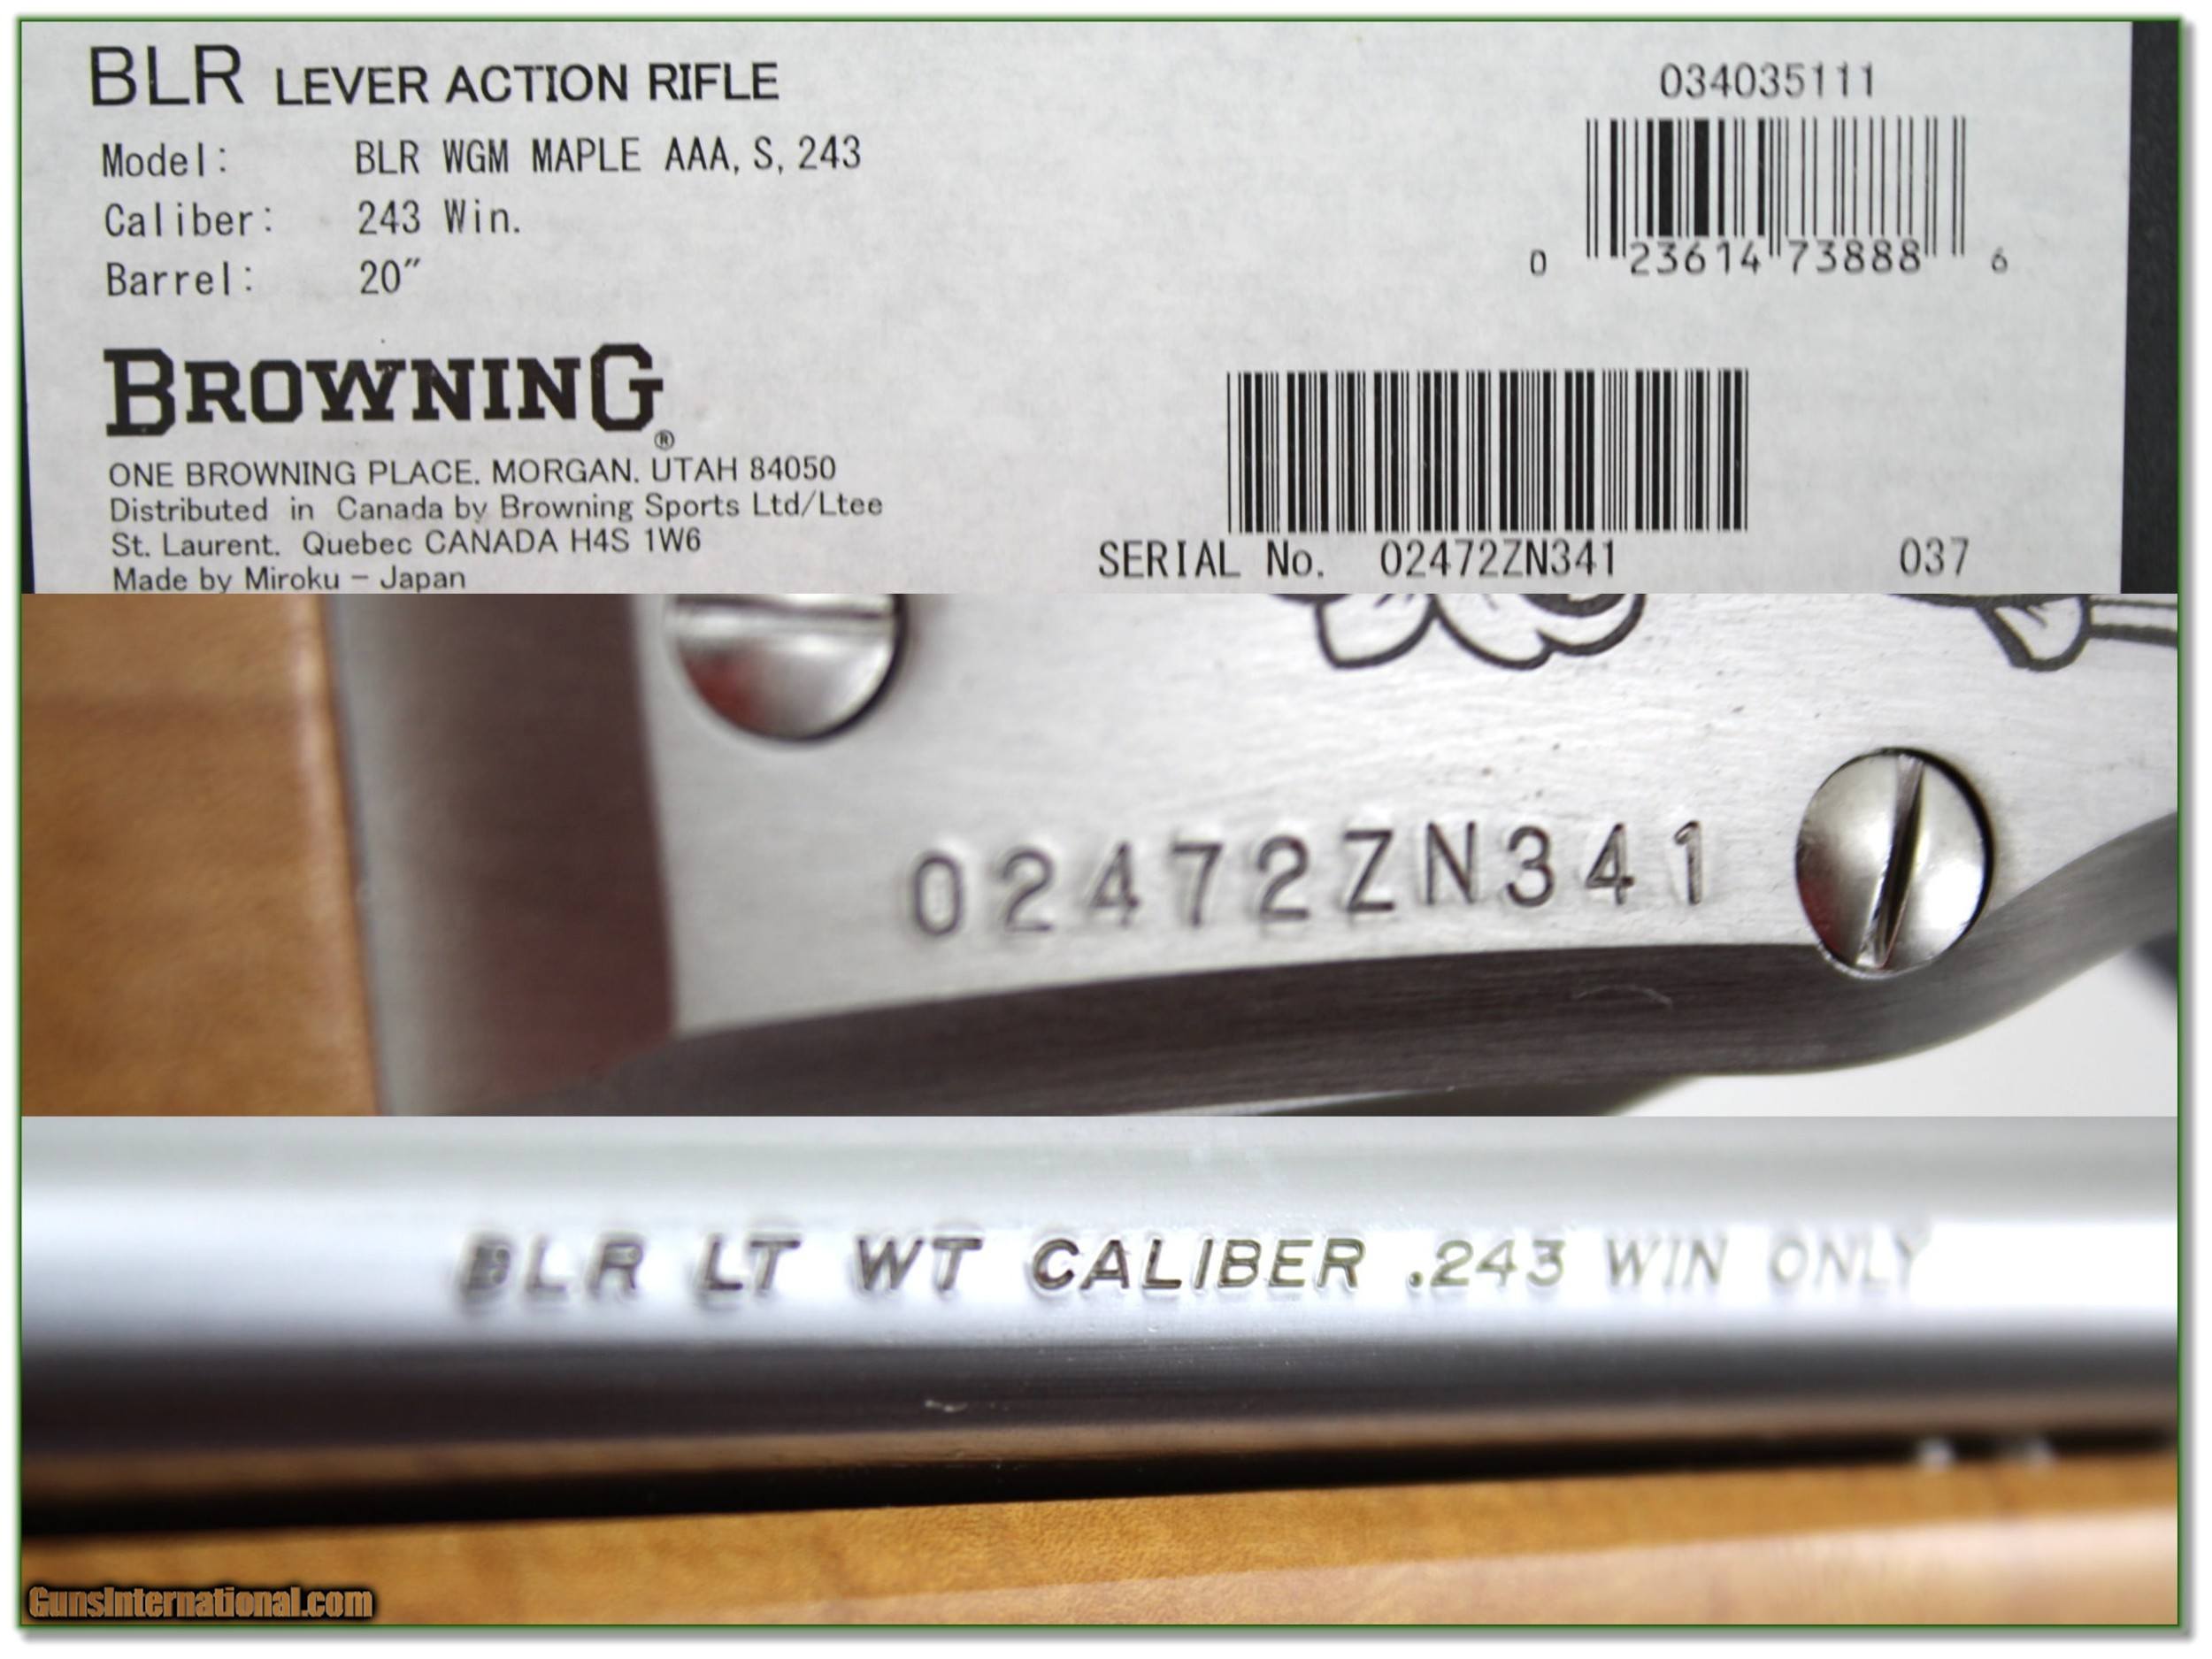 BLR LEVER ACTION RIFLE
034035111
Model: BLR WGM MAPLE AAA, S, 243
Caliber: 243 Win.
Barrel: 20"
0 23614 73888 6
BROWNING®
ONE BROWNING PLACE. MORGAN. UTAH 84050
Distributed in Canada by Browning Sports Ltd/Ltee
St. Laurent. Quebec CANADA H4S 1W6
Made by Miroku - Japan
SERIAL No. 02472ZN341 037
02472ZN341
BLR LT WT CALIBER .243 WIN ONLY
GunsInternational.com